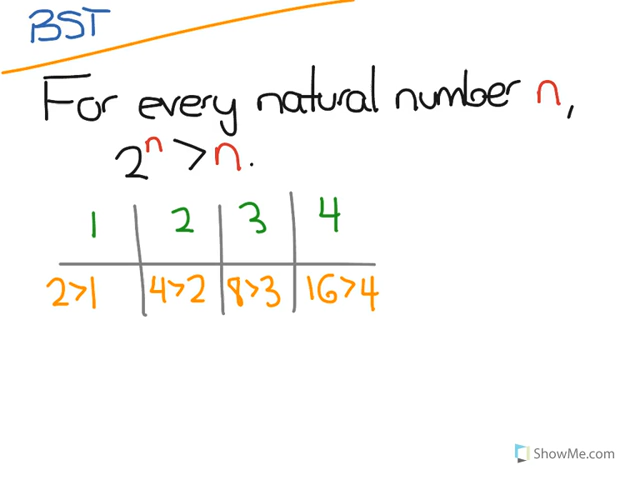 BST
For every natural number n,
2ⁿ > n.
1 2 3 4
2>1 4>2 8>3 16>4
ShowMe.com